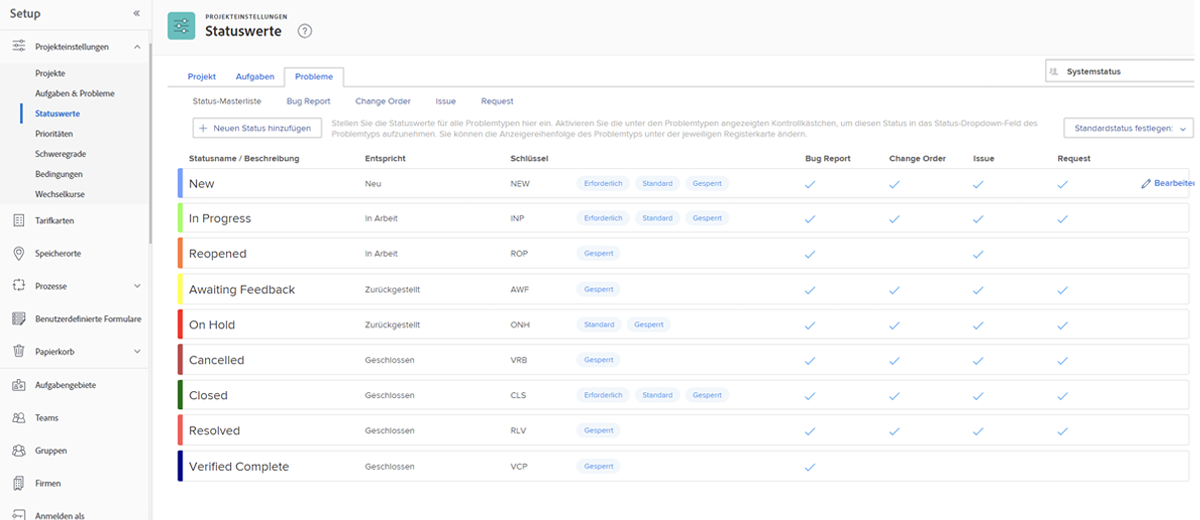 Setup
«
Projekteinstellungen
Projekte
Aufgaben & Probleme
Statuswerte
Prioritäten
Schweregrade
Bedingungen
Wechselkurse
Tarifkarten
Speicherorte
Prozesse
Benutzerdefinierte Formulare
Papierkorb
Aufgabengebiete
Teams
Gruppen
Firmen
Anmelden als
PROJEKTEINSTELLUNGEN
Statuswerte ?
Projekt Aufgaben Probleme
Systemstatus
Status-Masterliste Bug Report Change Order Issue Request
+ Neuen Status hinzufügen
Stellen Sie die Statuswerte für alle Problemtypen hier ein. Aktivieren Sie die unter den Problemtypen angezeigten Kontrollkästchen, um diesen Status in das Status-Dropdown-Feld des
Problemtyps aufzunehmen. Sie können die Anzeigereihenfolge des Problemtyps unter der jeweiligen Registerkarte ändern.
Standardstatus festlegen:
Statusname / Beschreibung Entspricht Schlüssel Bug Report Change Order Issue Request
New Neu NEW Erforderlich Standard Gesperrt Bearbeiten
In Progress In Arbeit INP Erforderlich Standard Gesperrt
Reopened In Arbeit ROP Gesperrt
Awaiting Feedback Zurückgestellt AWF Gesperrt
On Hold Zurückgestellt ONH Standard Gesperrt
Cancelled Geschlossen VRB Gesperrt
Closed Geschlossen CLS Erforderlich Standard Gesperrt
Resolved Geschlossen RLV Gesperrt
Verified Complete Geschlossen VCP Gesperrt